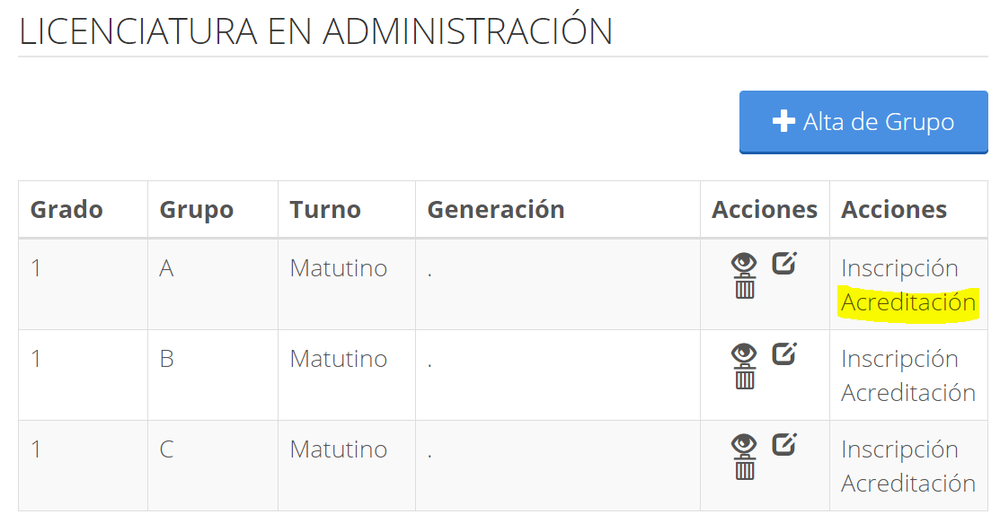 LICENCIATURA EN ADMINISTRACIÓN
Alta de Grupo
Grado Grupo Turno Generación Acciones Acciones
1 A Matutino . Inscripción
Acreditación
1 B Matutino . Inscripción
Acreditación
1 C Matutino . Inscripción
Acreditación